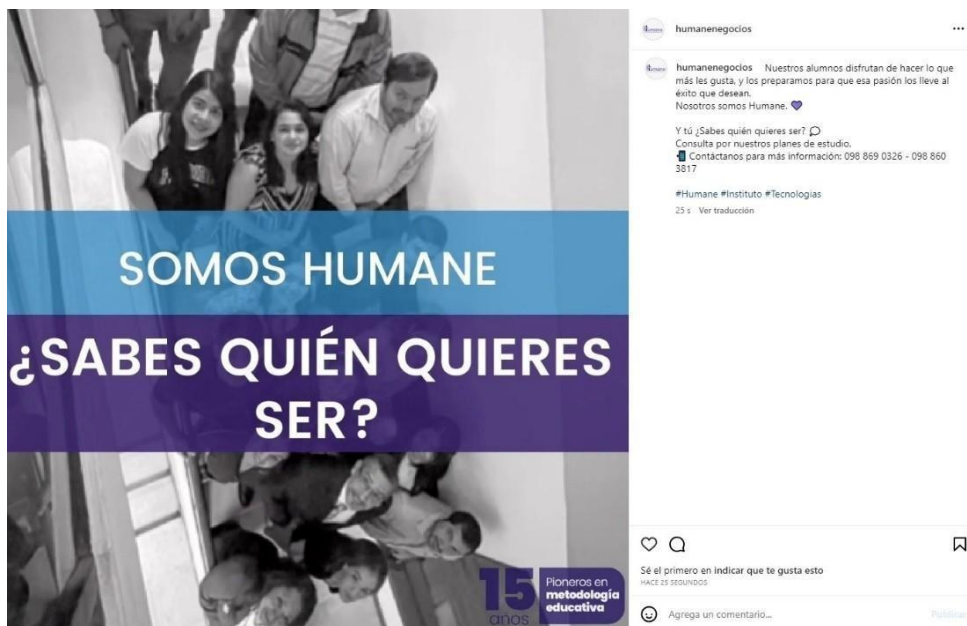 SOMOS HUMANE
¿SABES QUIÉN QUIERES
SER?
15
años
Pioneros en
metodología
educativa
humanenegocios
humanenegocios Nuestros alumnos disfrutan de hacer lo que
más les gusta, y los preparamos para que esa pasión los lleve al
éxito que desean.
Nosotros somos Humane. 💜
Y tú ¿Sabes quién quieres ser? 💭
Consulta por nuestros planes de estudio.
📲 Contáctanos para más información: 098 869 0326 - 098 860
3817
#Humane #Instituto #Tecnologias
25 s Ver traducción
Sé el primero en indicar que te gusta esto
HACE 25 SEGUNDOS
Agrega un comentario...
Publicar